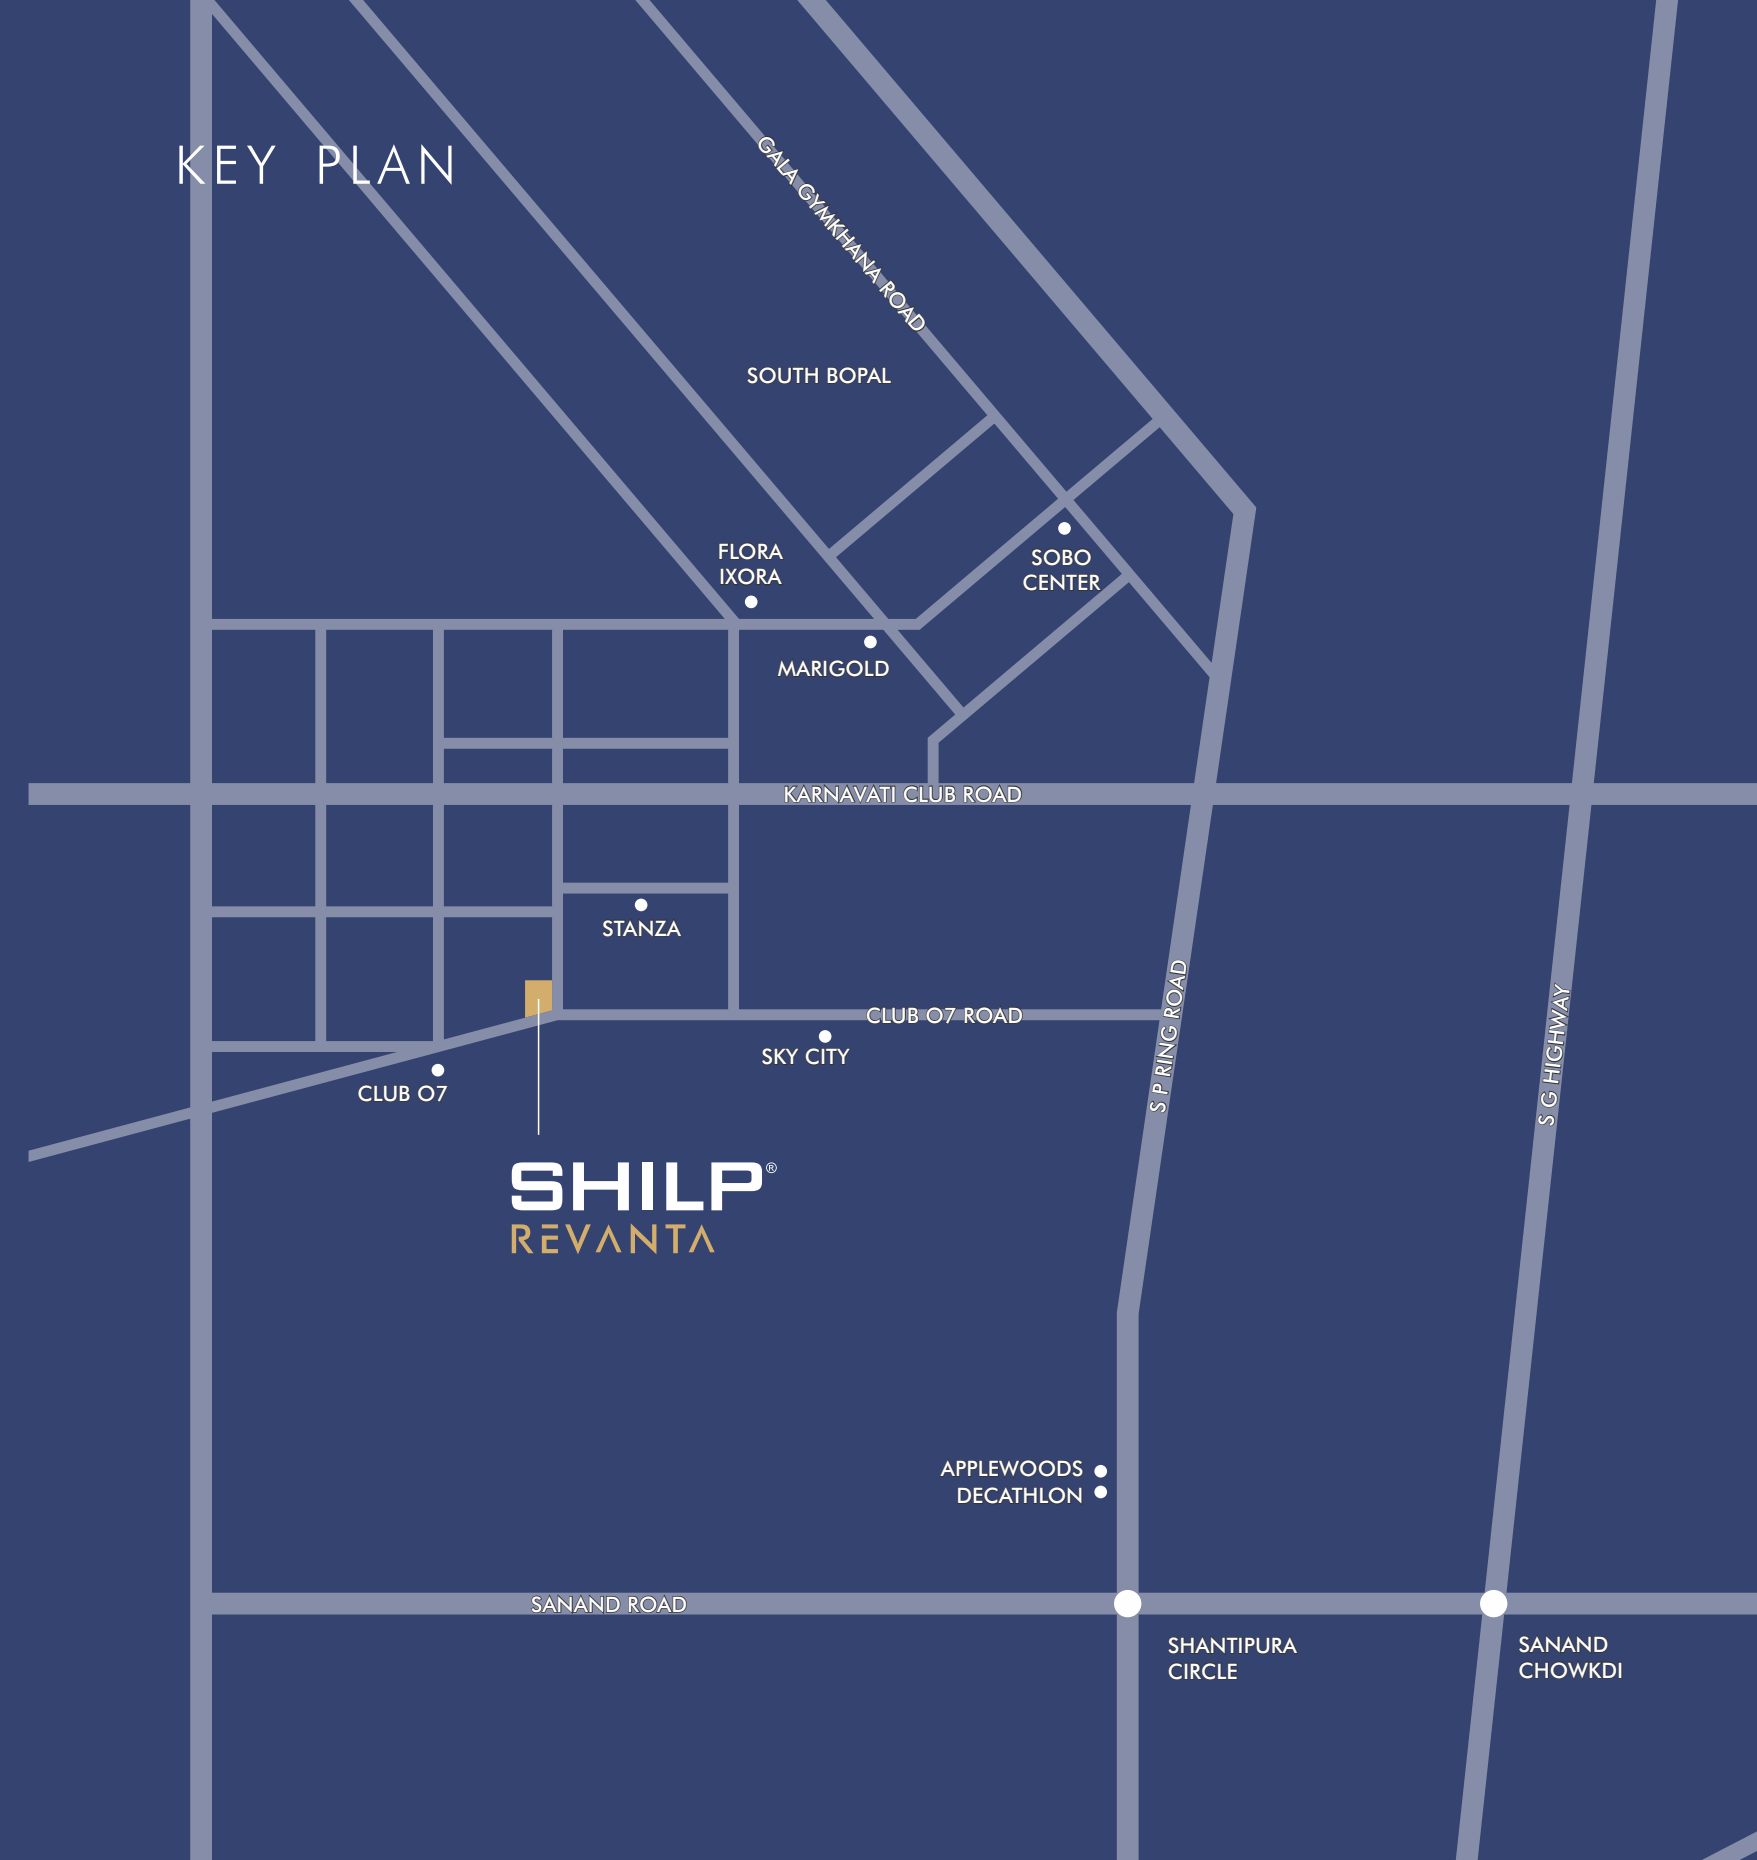 KEY PLAN
GALA GYMKHANA ROAD
SOUTH BOPAL
FLORA
IXORA
SOBO
CENTER
MARIGOLD
KARNAVATI CLUB ROAD
STANZA
CLUB O7 ROAD
SKY CITY
CLUB O7
S P RING ROAD
S G HIGHWAY
SHILP®
REVANTA
APPLEWOODS
DECATHLON
SANAND ROAD
SHANTIPURA
CIRCLE
SANAND
CHOWKDI